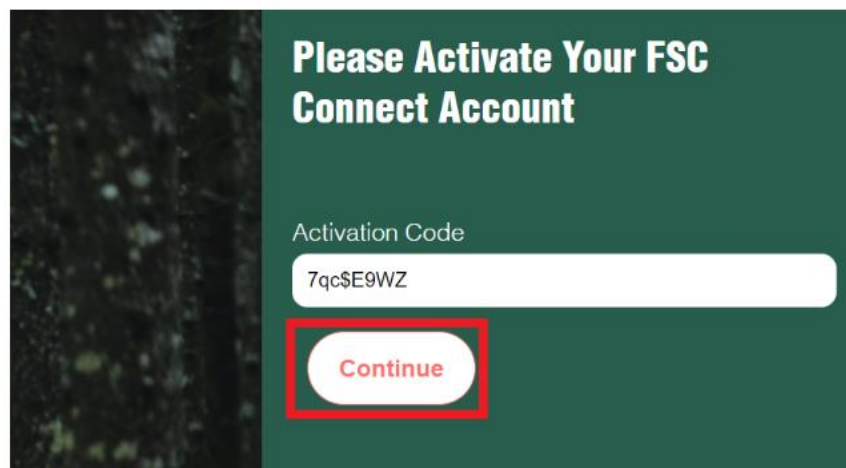 Please Activate Your FSC
Connect Account
Activation Code
7qc$E9WZ
Continue